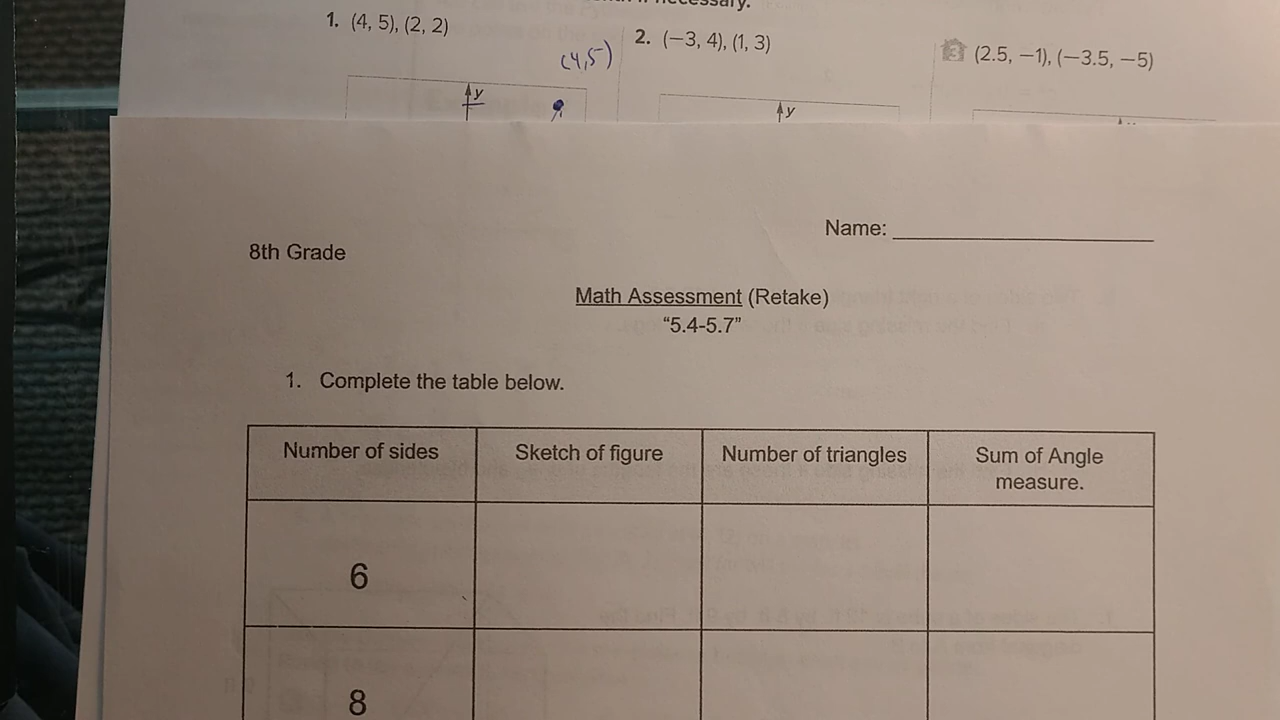 necessary.
1. (4, 5), (2, 2)
2. (−3, 4), (1, 3)
3 (2.5, −1), (−3.5, −5)
(4,5)
y
y
Name:
8th Grade
Math Assessment (Retake)
“5.4-5.7”
1. Complete the table below.
Number of sides
Sketch of figure
Number of triangles
Sum of Angle
measure.
6
8